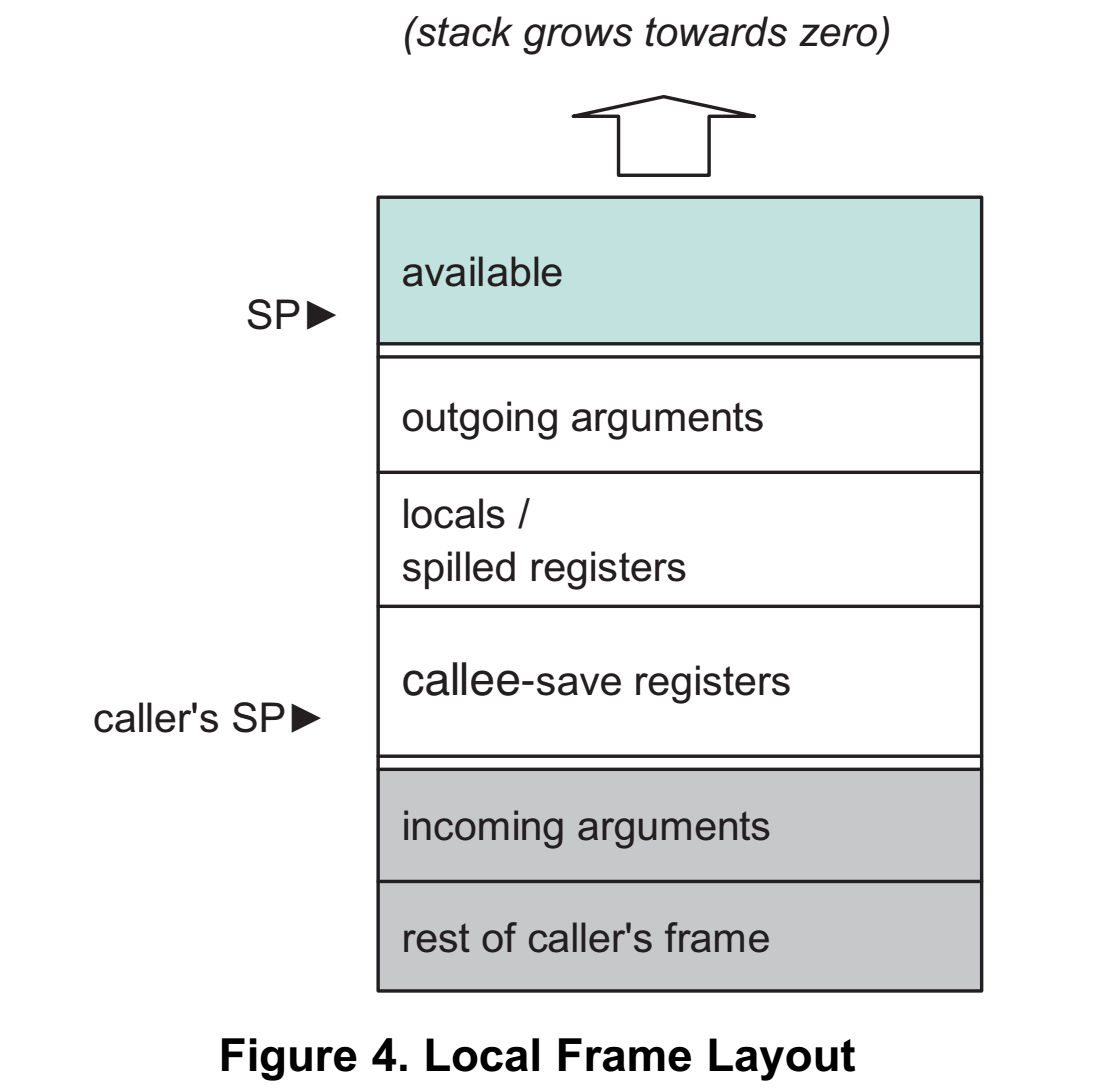 (stack grows towards zero)
available
SP►
outgoing arguments
locals /
spilled registers
callee-save registers
caller's SP►
incoming arguments
rest of caller's frame
Figure 4. Local Frame Layout